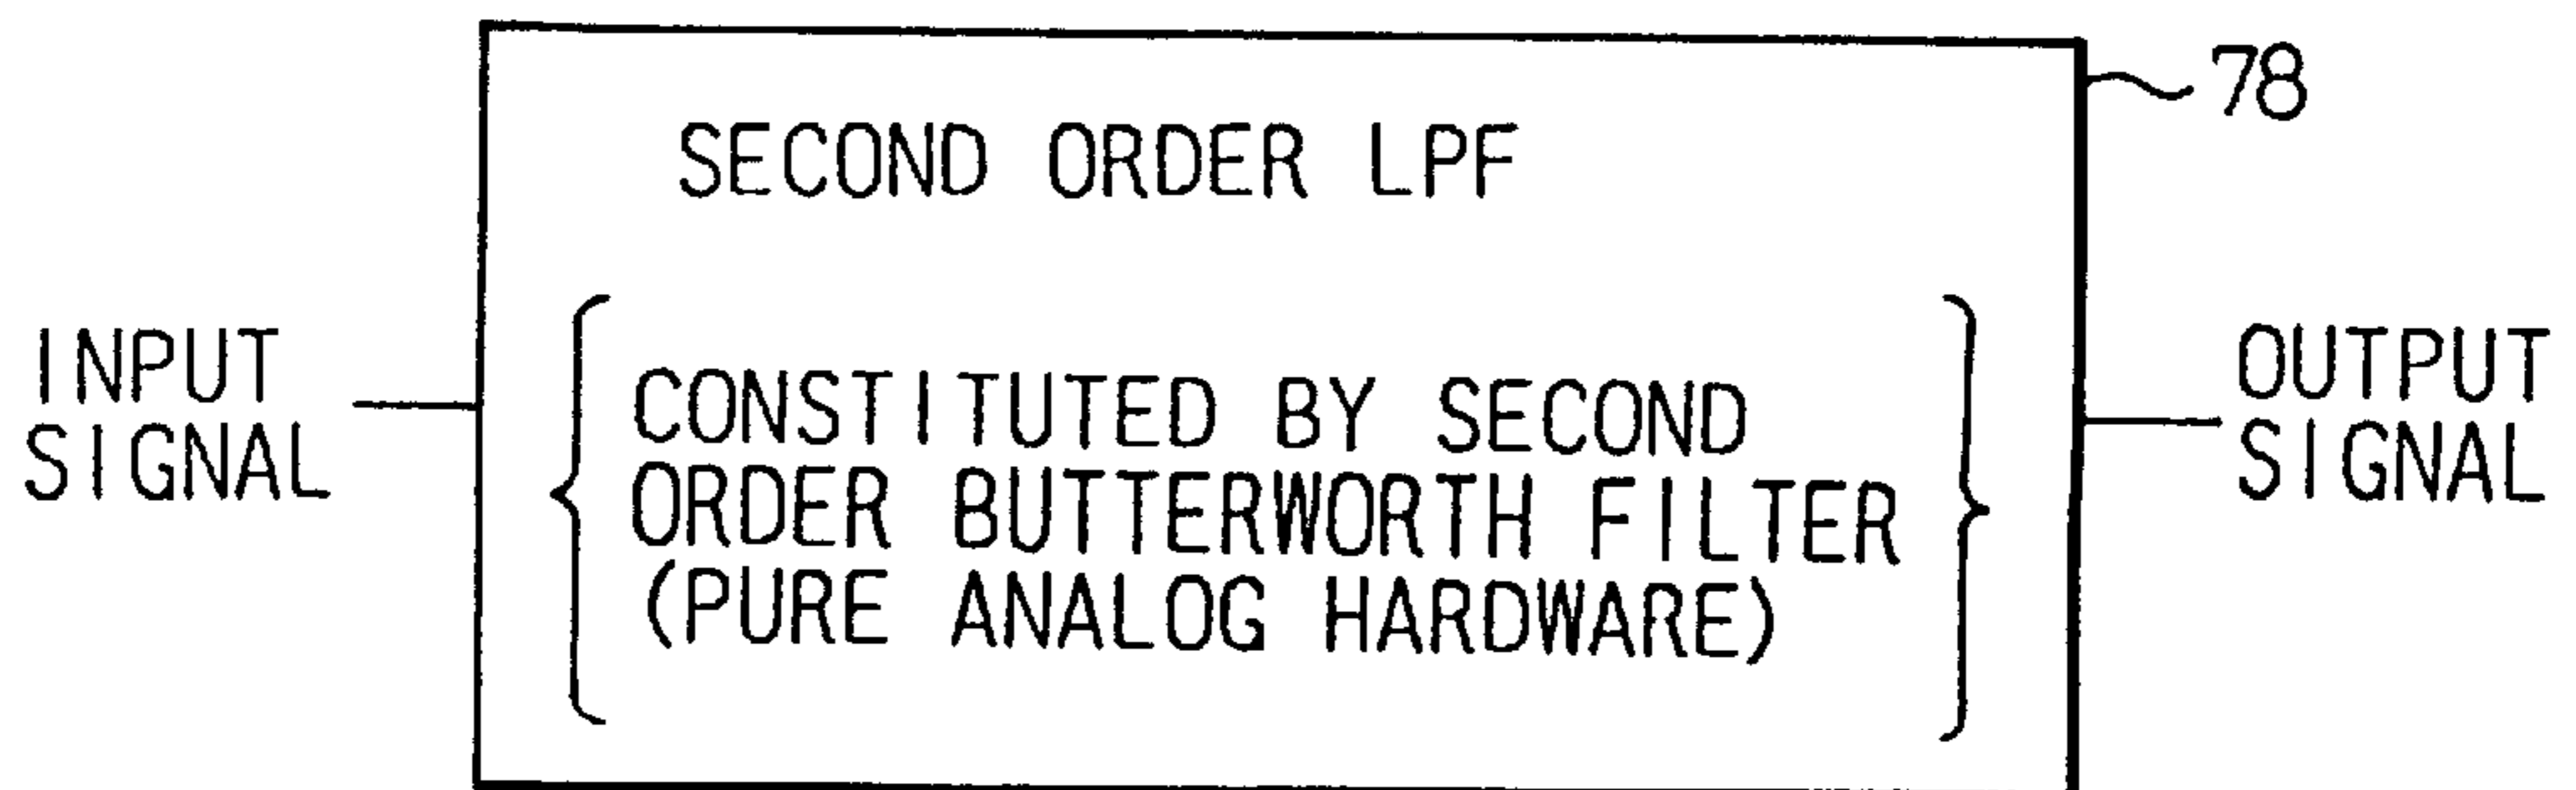 78
SECOND ORDER LPF
INPUT
SIGNAL
CONSTITUTED BY SECOND
ORDER BUTTERWORTH FILTER
(PURE ANALOG HARDWARE)
OUTPUT
SIGNAL